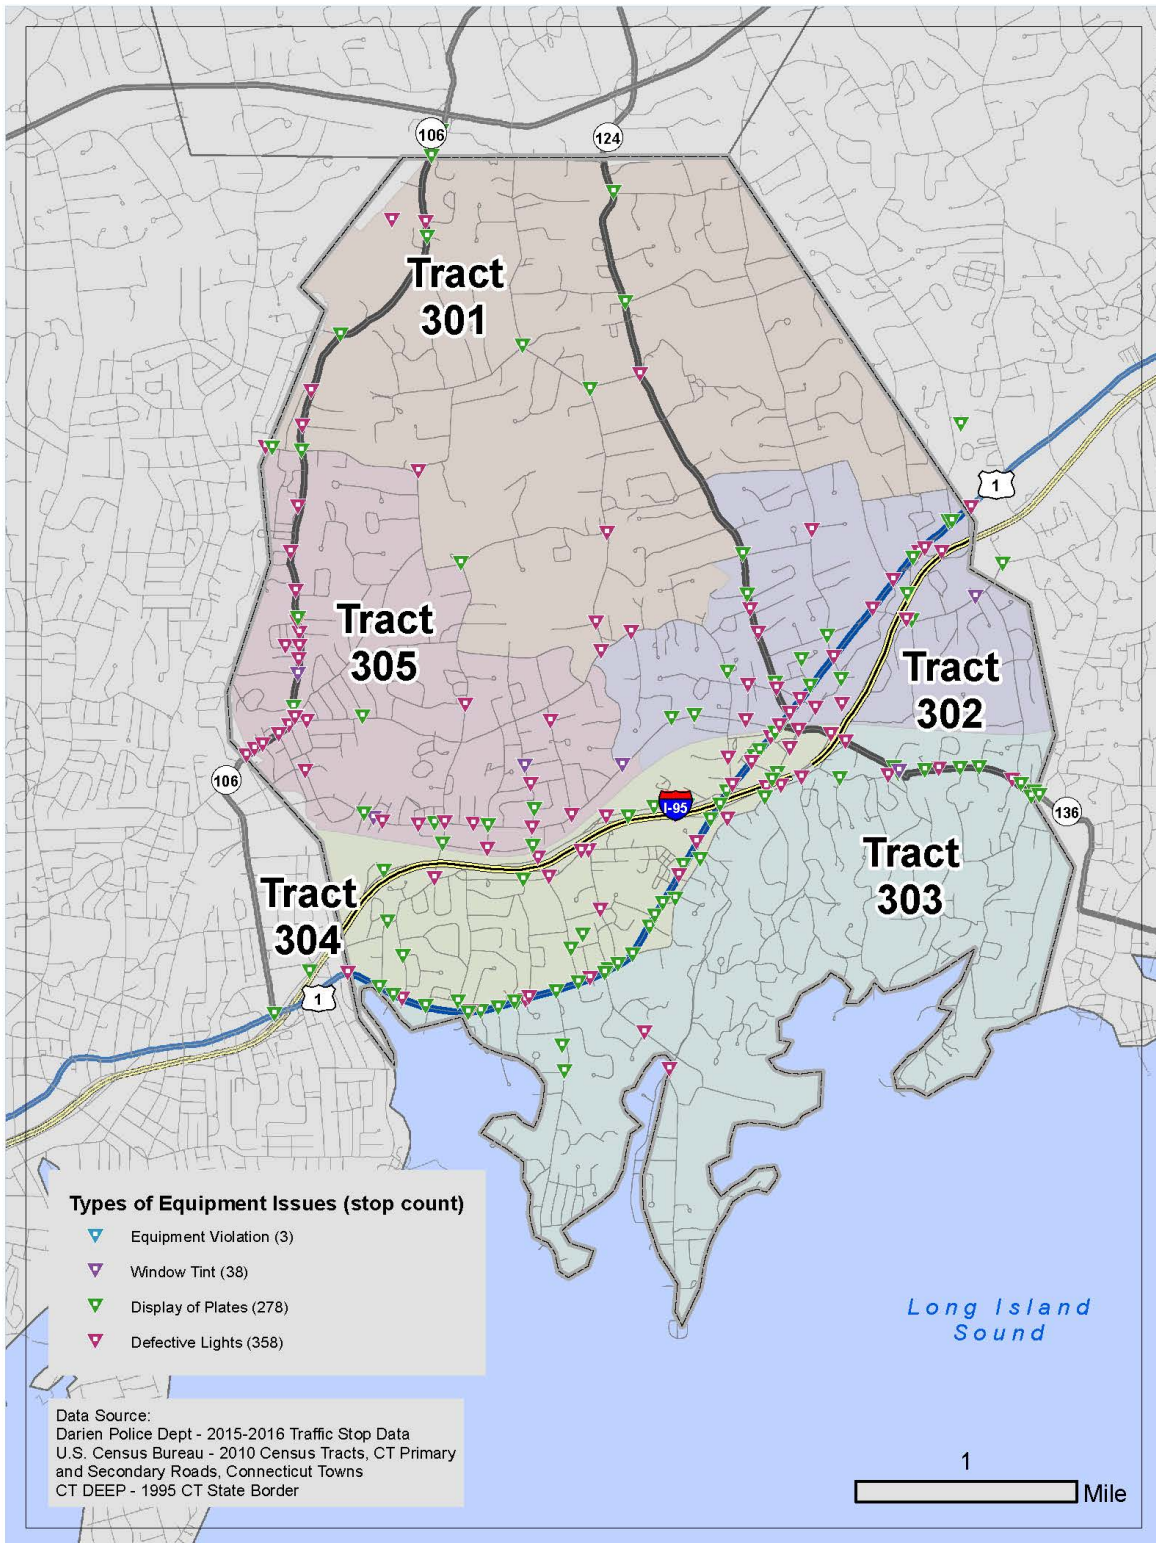 106
124
Tract
301
1
Tract
305
Tract
302
106
I-95
136
Tract
303
Tract
304
1
Types of Equipment Issues (stop count)
Equipment Violation (3)
Window Tint (38)
Display of Plates (278)
Defective Lights (358)
Long Island
Sound
Data Source:
Darien Police Dept - 2015-2016 Traffic Stop Data
U.S. Census Bureau - 2010 Census Tracts, CT Primary
and Secondary Roads, Connecticut Towns
CT DEEP - 1995 CT State Border
1
Mile